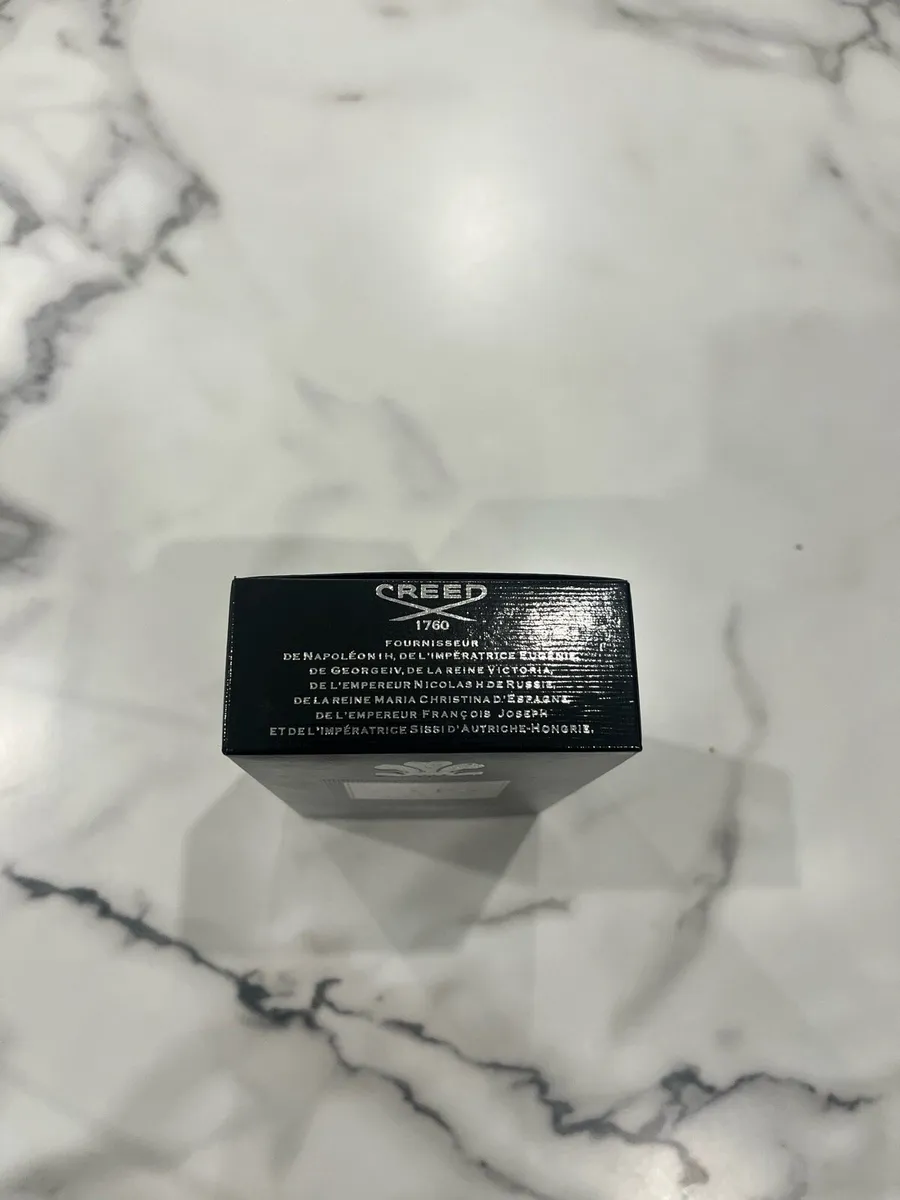 CREED
1760
FOURNISSEUR
DE NAPOLÉON III, DE L'IMPÉRATRICE EUGÉNIE,
DE GEORGE IV, DE LA REINE VICTORIA,
DE L'EMPEREUR NICOLAS II DE RUSSIE,
DE LA REINE MARIA CHRISTINA D'ESPAGNE,
DE L'EMPEREUR FRANÇOIS JOSEPH
ET DE L'IMPÉRATRICE SISSI D'AUTRICHE-HONGRIE.